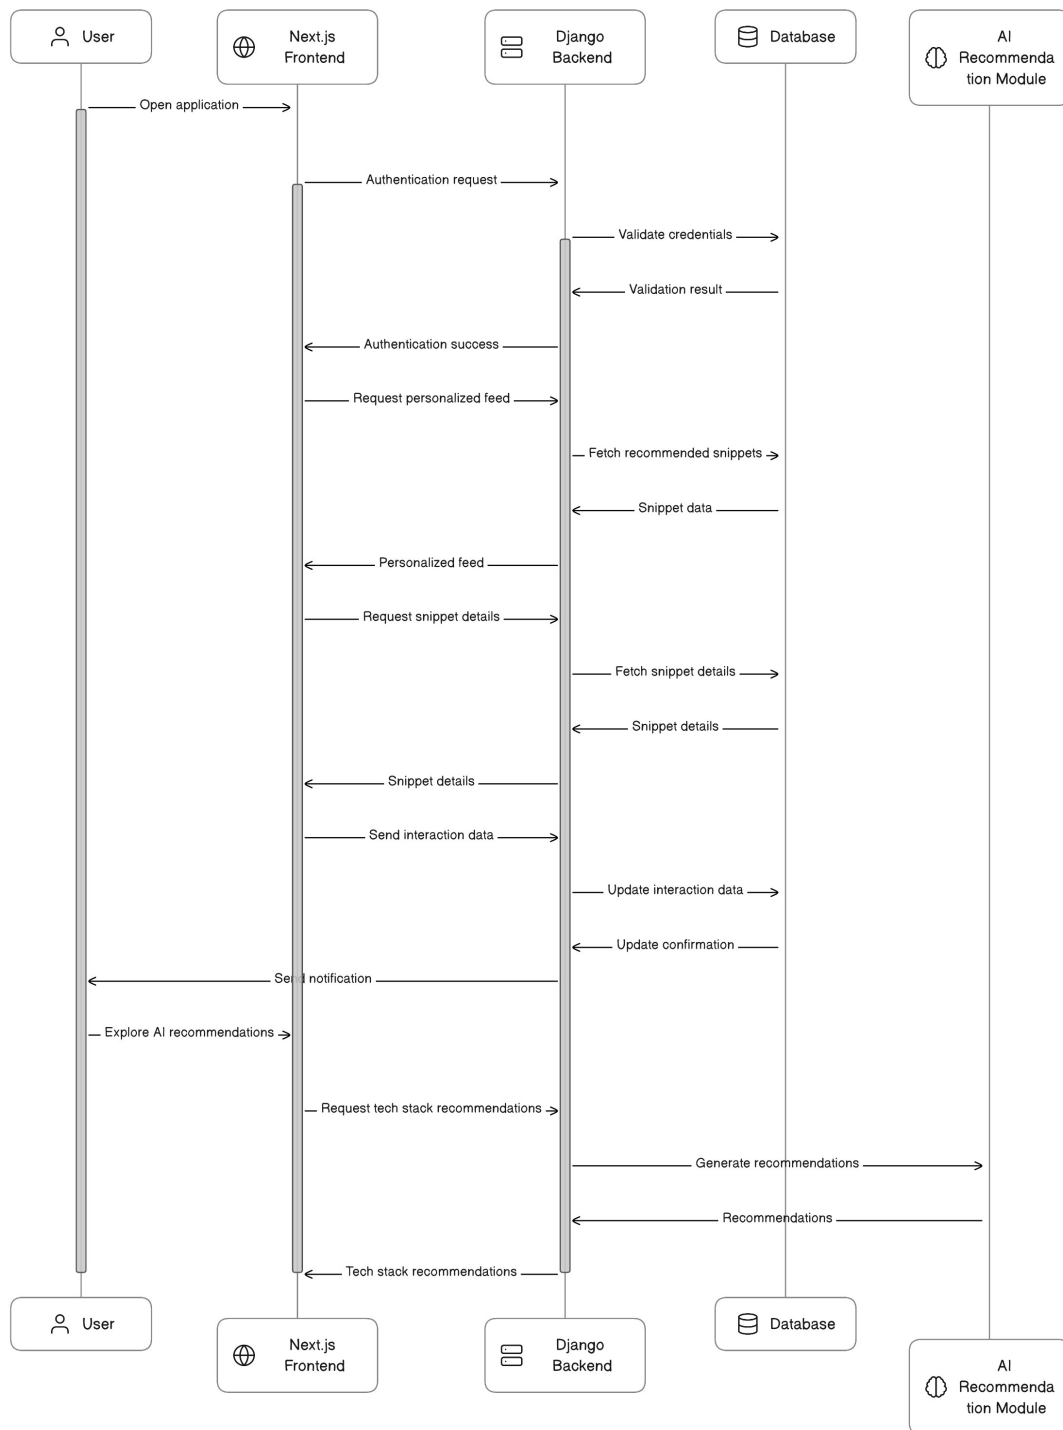 User
Next.js
Frontend
Django
Backend
Database
AI
Recommenda
tion Module
Open application
Authentication request
Validate credentials
Validation result
Authentication success
Request personalized feed
Fetch recommended snippets
Snippet data
Personalized feed
Request snippet details
Fetch snippet details
Snippet details
Snippet details
Send interaction data
Update interaction data
Update confirmation
Send notification
Explore AI recommendations
Request tech stack recommendations
Generate recommendations
Recommendations
Tech stack recommendations
User
Next.js
Frontend
Django
Backend
Database
AI
Recommenda
tion Module